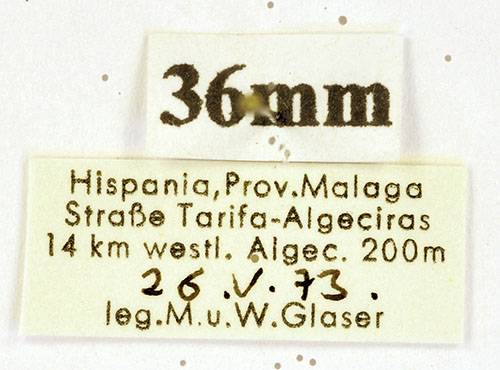 36mm
Hispania,Prov.Malaga
Straße Tarifa-Algeciras
14 km westl. Algec. 200m
26.V.73.
leg.M.u.W.Glaser